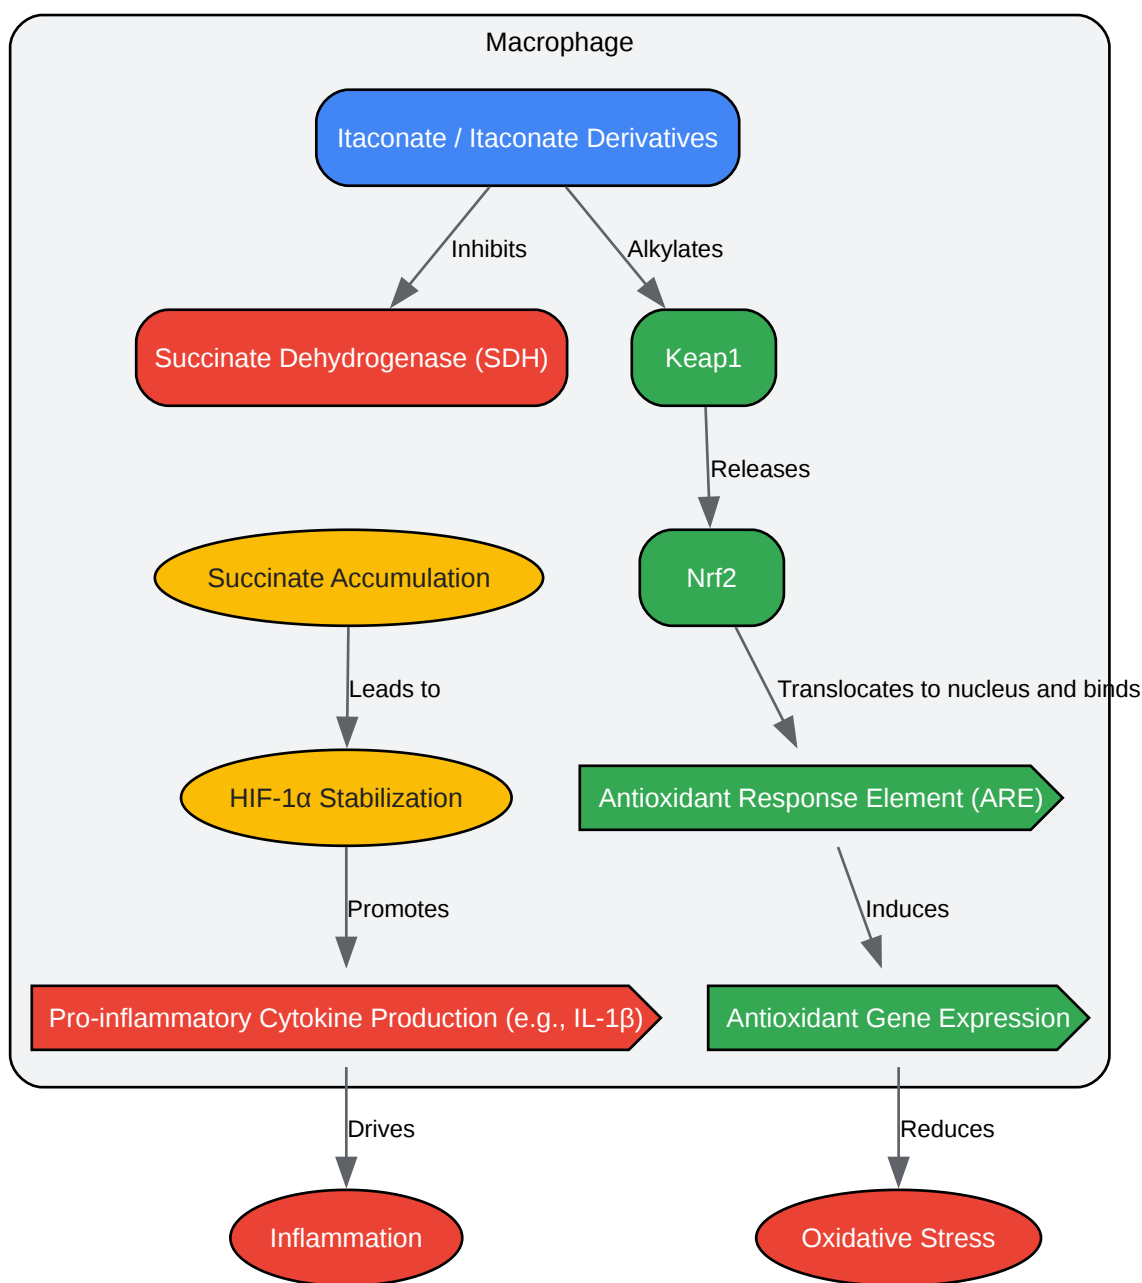 Macrophage
Itaconate / Itaconate Derivatives
Inhibits
Alkylates
Succinate Dehydrogenase (SDH)
Keap1
Releases
Succinate Accumulation
Nrf2
Leads to
Translocates to nucleus and binds
HIF-1α Stabilization
Antioxidant Response Element (ARE)
Promotes
Induces
Pro-inflammatory Cytokine Production (e.g., IL-1β)
Antioxidant Gene Expression
Drives
Reduces
Inflammation
Oxidative Stress